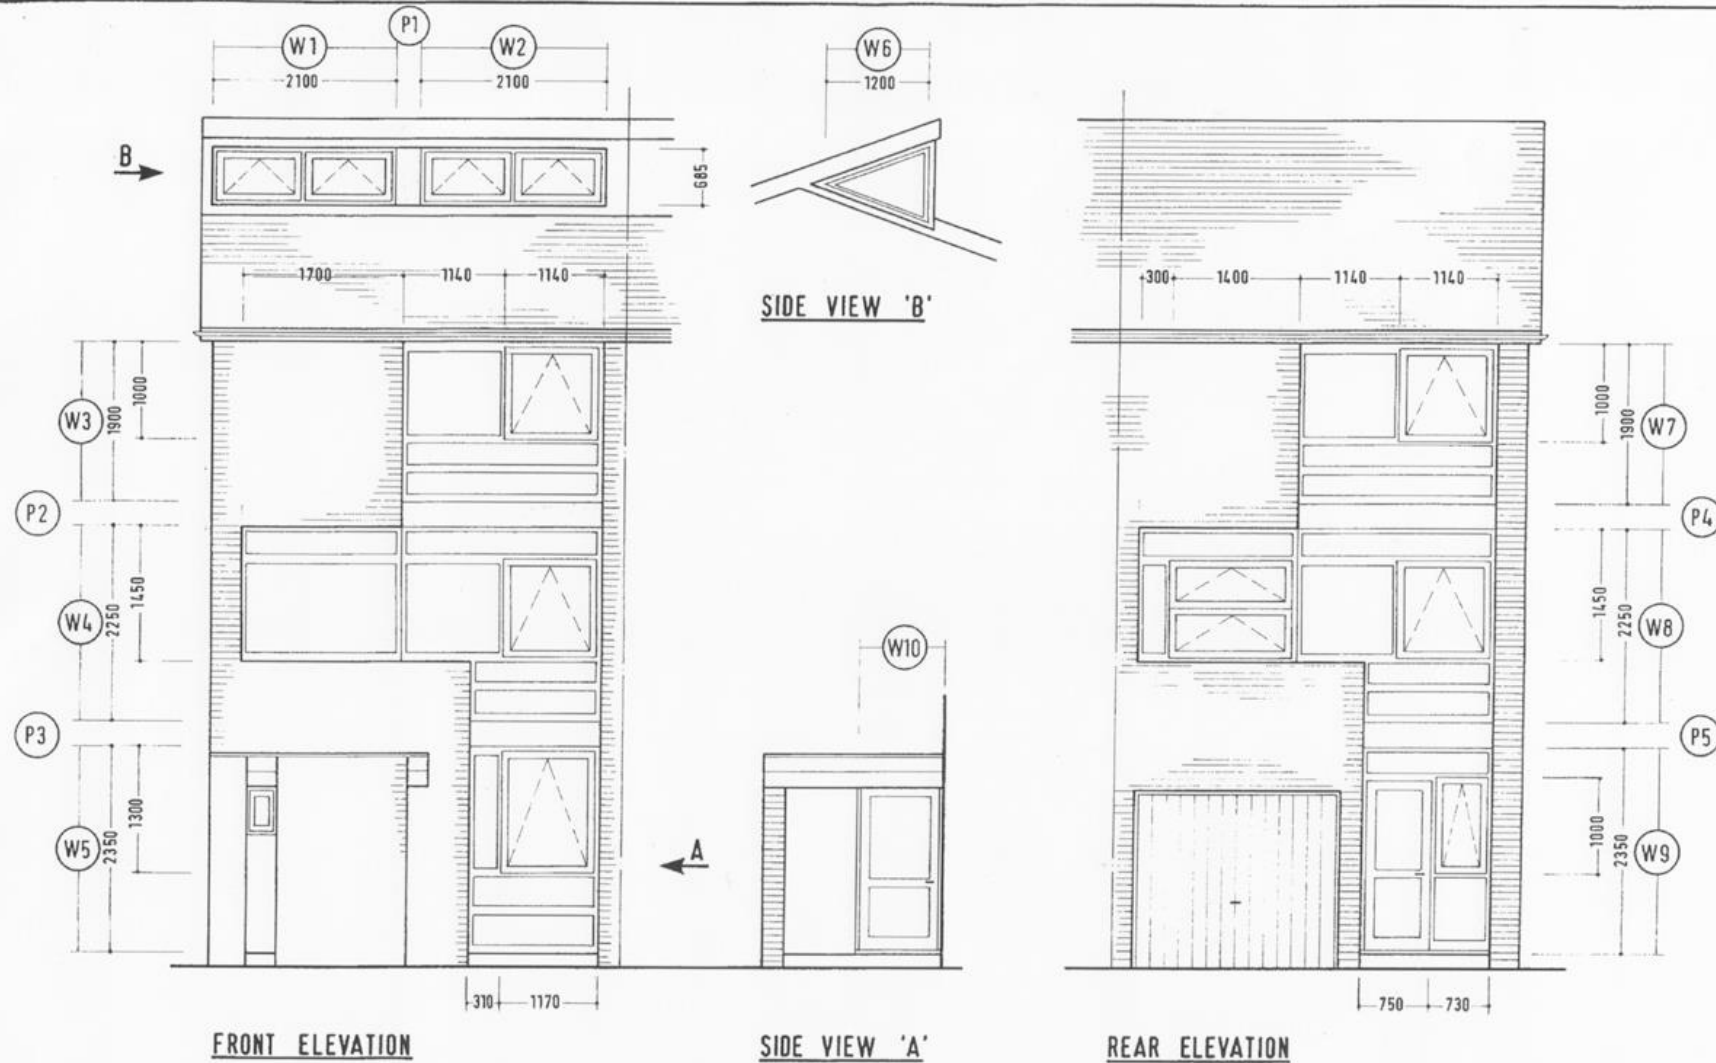 P1
W1 W2 W6
2100 2100 1200
B
685
1700 1140 1140
SIDE VIEW 'B'
300 1400 1140 1140
W3 1900 1000
1000 1900 W7
P2
P4
W4 2250 1450
1450 2250 W8
W10
P3
P5
W5 2350 1300
A
1000 2350 W9
310 1170
750 730
FRONT ELEVATION
SIDE VIEW 'A'
REAR ELEVATION